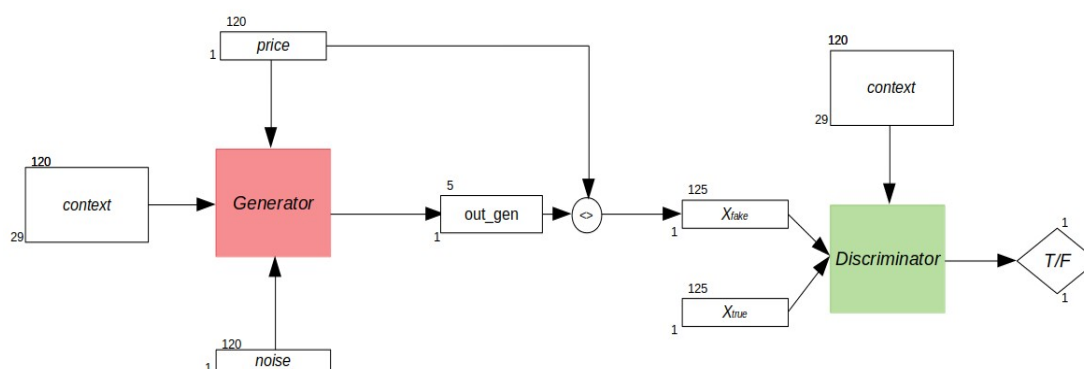 120
1
price
120
29
context
Generator
120
1
noise
5
1
out_gen
<>
125
1
Xfake
125
1
Xtrue
120
29
context
Discriminator
1
T/F
1